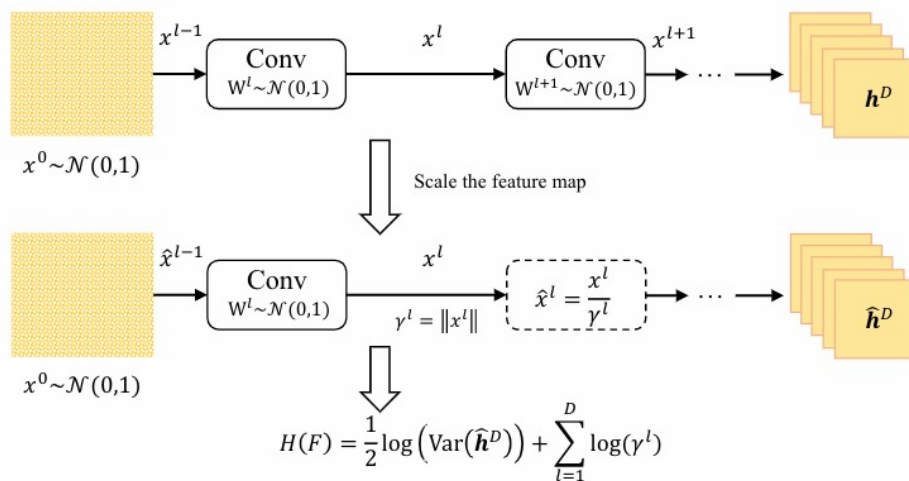 x^{l−1}
x^l
x^{l+1}
Conv
W^l~𝒩(0,1)
Conv
W^{l+1}~𝒩(0,1)
···
h^D
x^0~𝒩(0,1)
Scale the feature map
x̂^{l−1}
x^l
Conv
W^l~𝒩(0,1)
γ^l = ‖x^l‖
x̂^l = x^l / γ^l
···
ĥ^D
x^0~𝒩(0,1)
H(F) = 1/2 log(Var(ĥ^D)) + ∑_{l=1}^{D} log(γ^l)